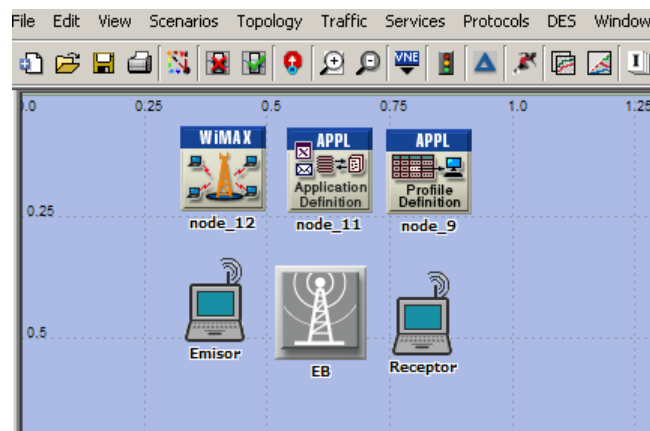 File Edit View Scenarios Topology Traffic Services Protocols DES Window
VNE
0.25 0.5 0.75 1.0 1.25
WiMAX APPL APPL
Application Definition Profile Definition
node_12 node_11 node_9
0.25
0.5
Emisor EB Receptor